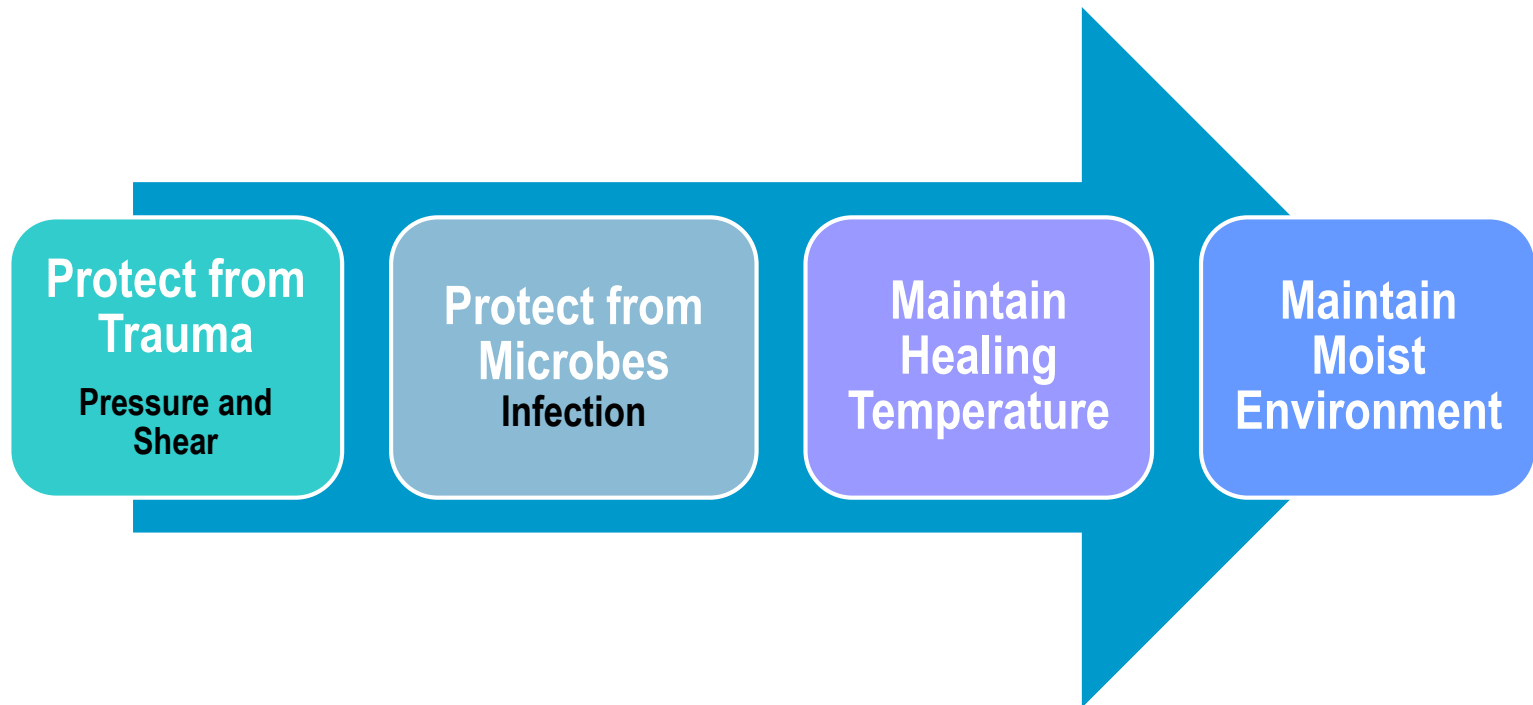 Protect from
Trauma
Pressure and
Shear
Protect from
Microbes
Infection
Maintain
Healing
Temperature
Maintain
Moist
Environment